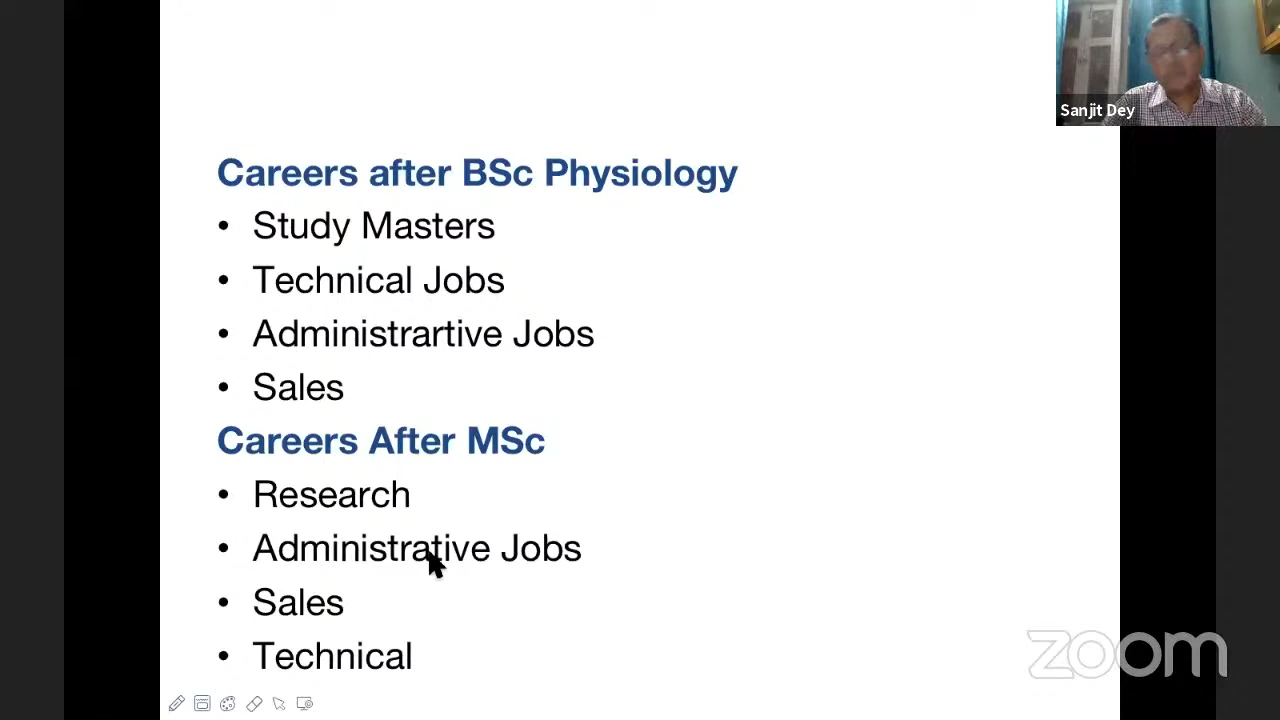 Sanjit Dey
Careers after BSc Physiology
• Study Masters
• Technical Jobs
• Administrartive Jobs
• Sales
Careers After MSc
• Research
• Administrative Jobs
• Sales
• Technical
zoom